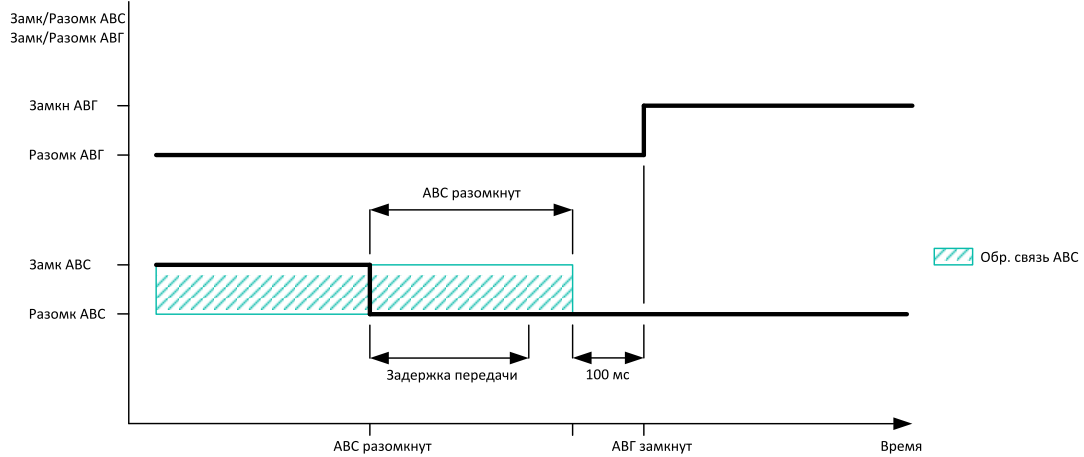 Замк/Разомк АВС
Замк/Разомк АВГ
Замкн АВГ
Разомк АВГ
АВС разомкнут
Замк АВС
Обр. связь АВС
Разомк АВС
Задержка передачи
100 мс
АВС разомкнут
АВГ замкнут
Время